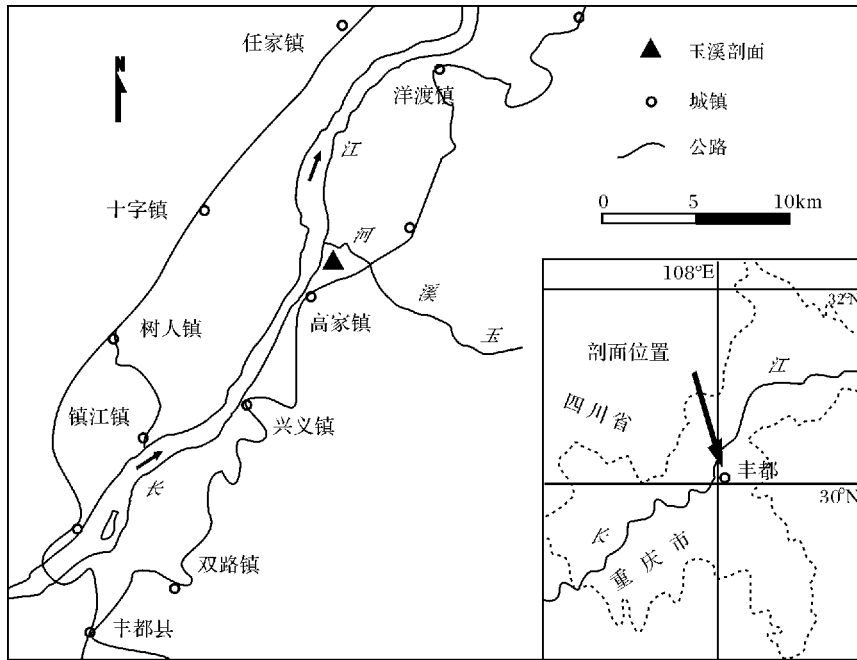 任家镇
N
洋渡镇
江
十字镇
河
溪
玉
高家镇
树人镇
镇江镇
兴义镇
长
双路镇
丰都县
玉溪剖面
城镇
公路
0 5 10km
108°E
32°N
剖面位置
江
四川省
丰都
30°N
长
重庆市